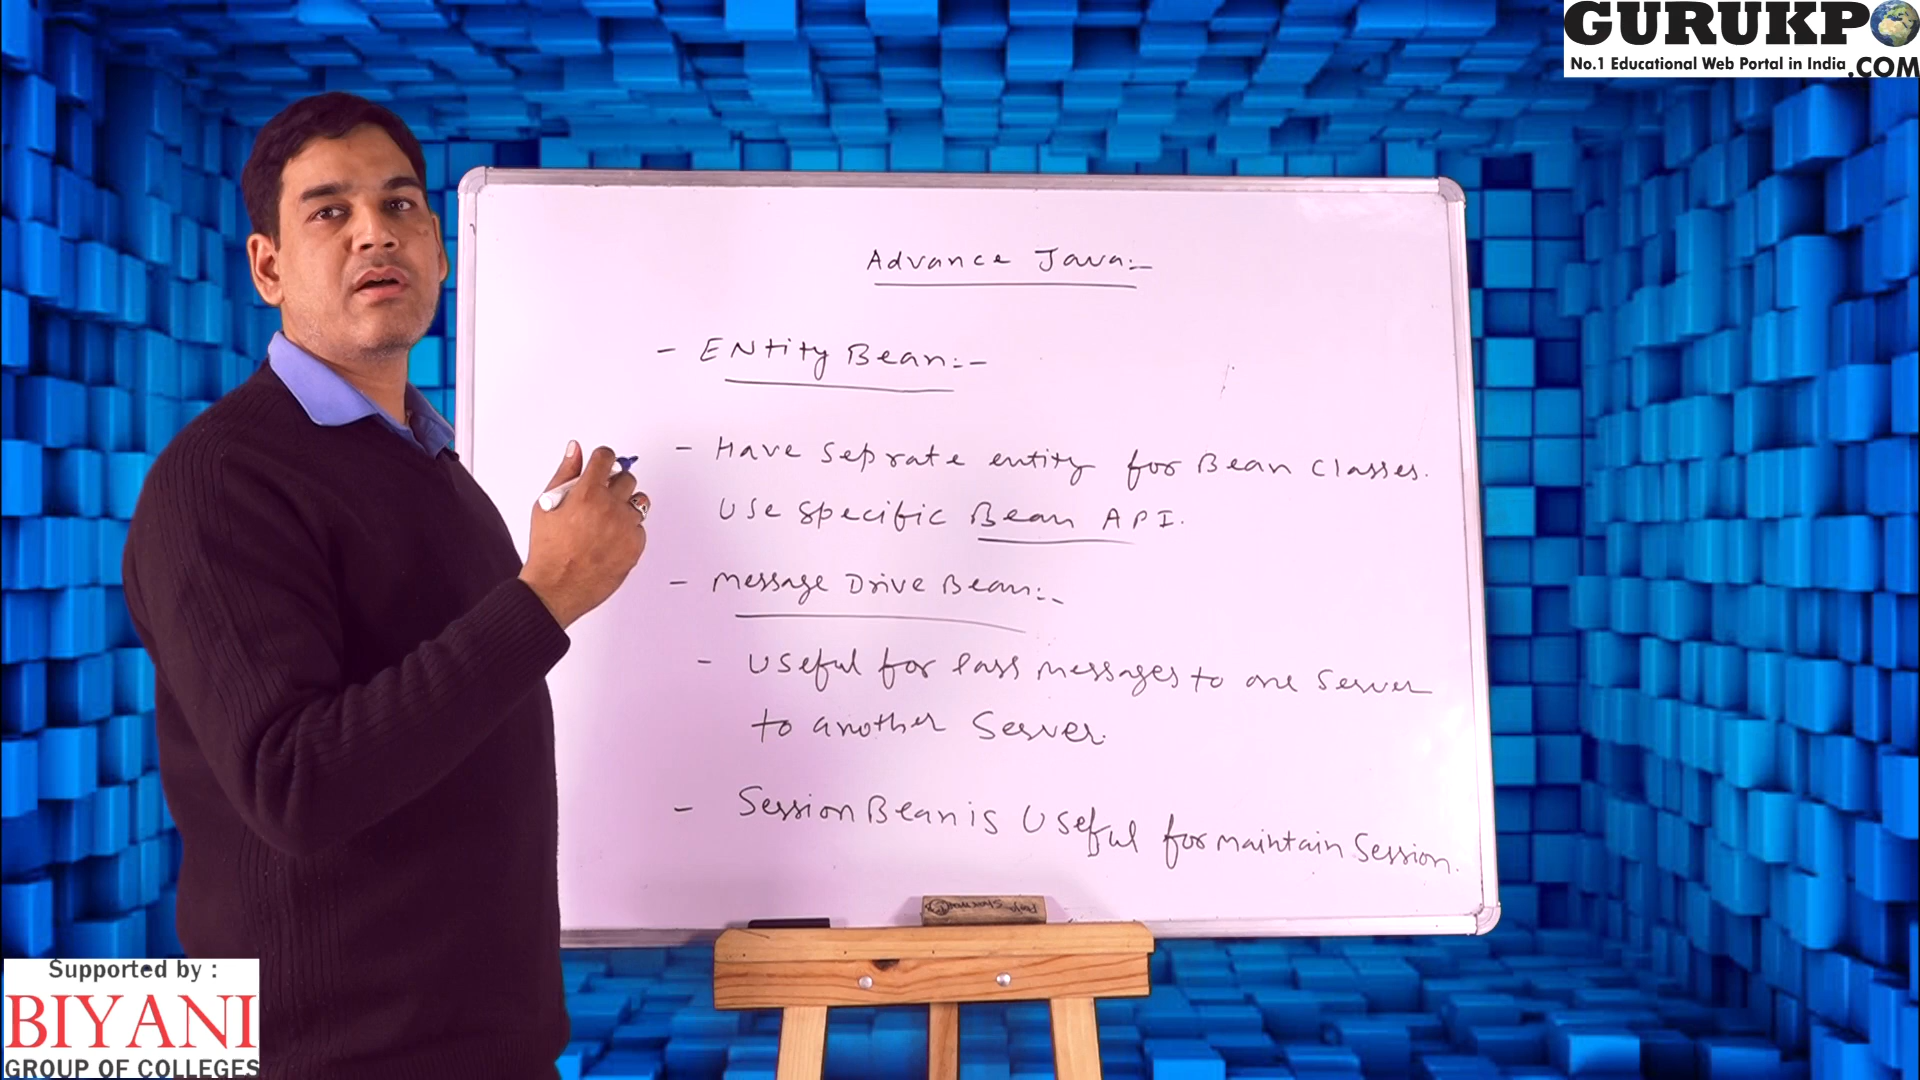 GURUKPO
No.1 Educational Web Portal in India .COM
Advance Java:-
- ENtity Bean:-
- Have Seprate entity for Bean Classes.
Use specific Bean API.
- Message Drive Bean:-
- Useful for Pass messages to one Server
to another Server.
- Session Bean is Useful for maintain Session.
Supported by :
BIYANI
GROUP OF COLLEGES